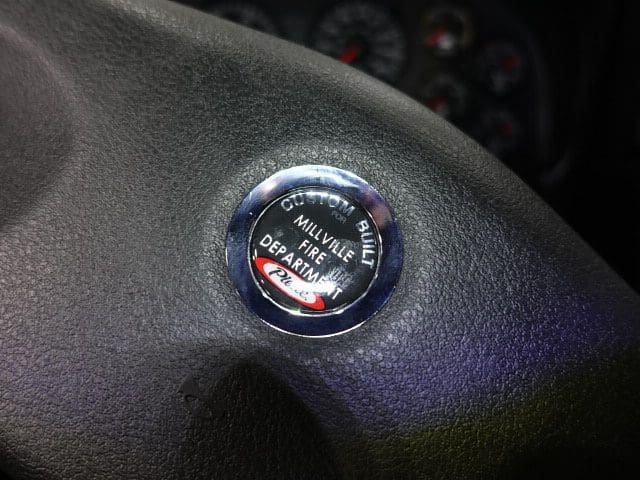 CUSTOM BUILT
FOR
MILLVILLE
FIRE
DEPARTMENT
Pierce